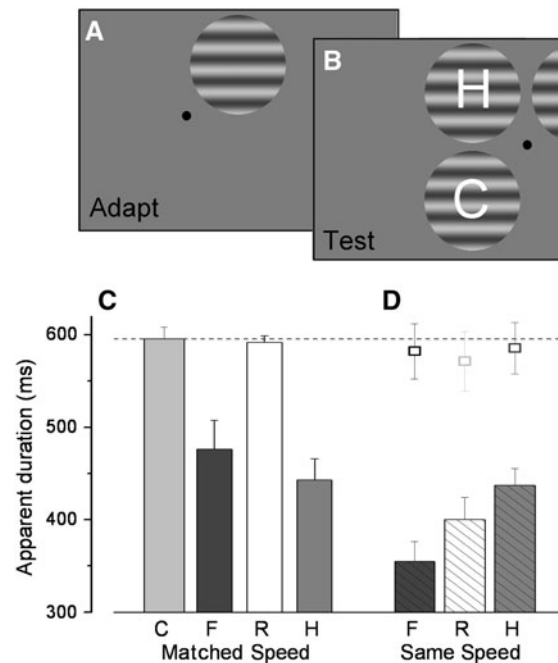 A
Adapt
B
H
C
Test
C
D
Apparent duration (ms)
600
500
400
300
C F R H F R H
Matched Speed Same Speed